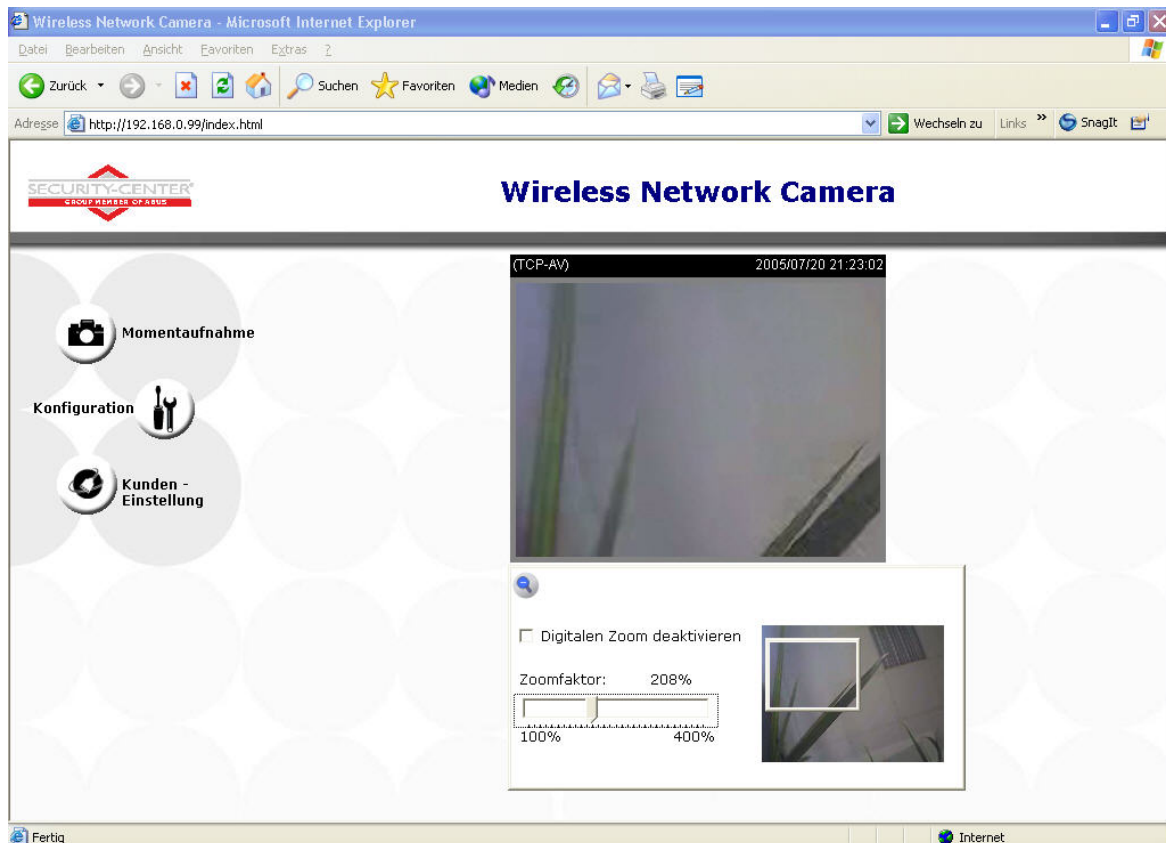 Wireless Network Camera - Microsoft Internet Explorer
Datei Bearbeiten Ansicht Favoriten Extras ?
Zurück Suchen Favoriten Medien
Adresse http://192.168.0.99/index.html Wechseln zu Links » SnagIt
SECURITY-CENTER®
GROUP MEMBER OF ABUS
Wireless Network Camera
(TCP-AV) 2005/07/20 21:23:02
Momentaufnahme
Konfiguration
Kunden -
Einstellung
Digitalen Zoom deaktivieren
Zoomfaktor: 208%
100% 400%
Fertig Internet